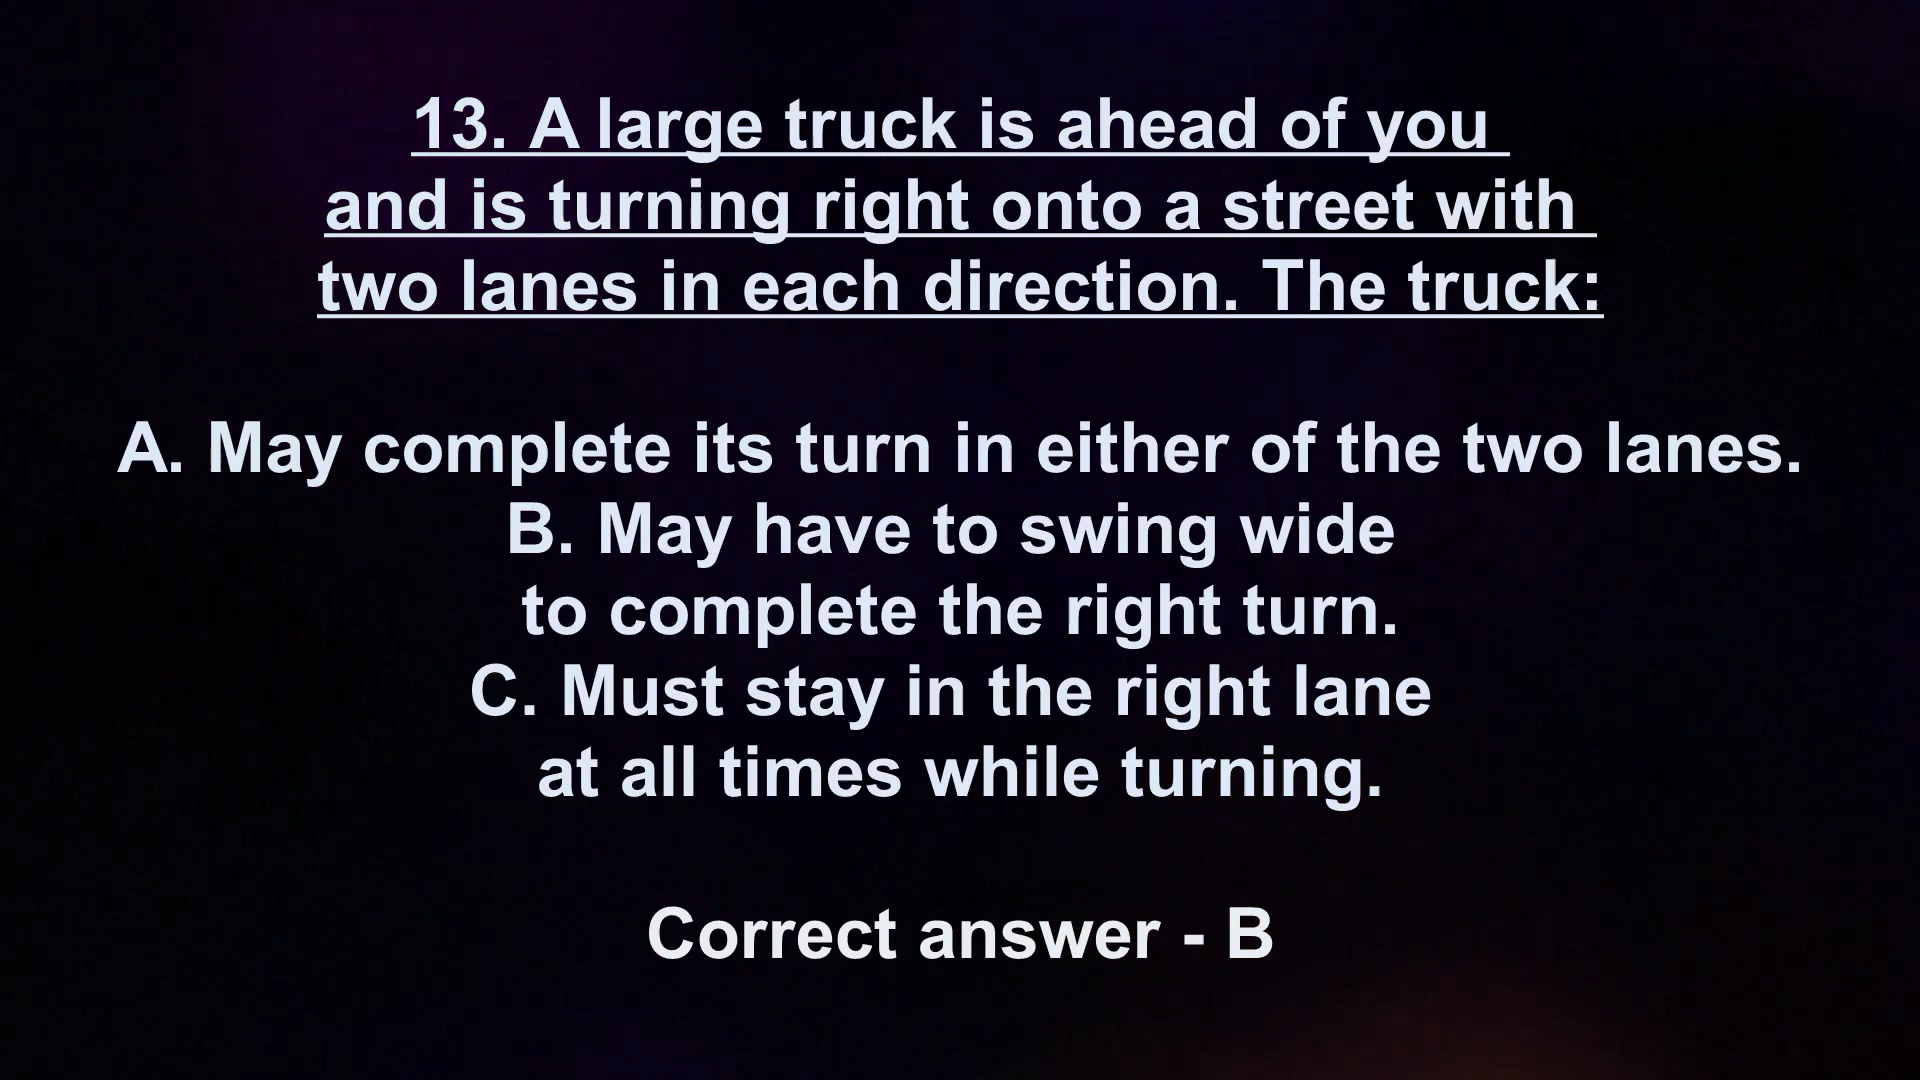 13. A large truck is ahead of you
and is turning right onto a street with
two lanes in each direction. The truck:
A. May complete its turn in either of the two lanes.
B. May have to swing wide
to complete the right turn.
C. Must stay in the right lane
at all times while turning.
Correct answer - B